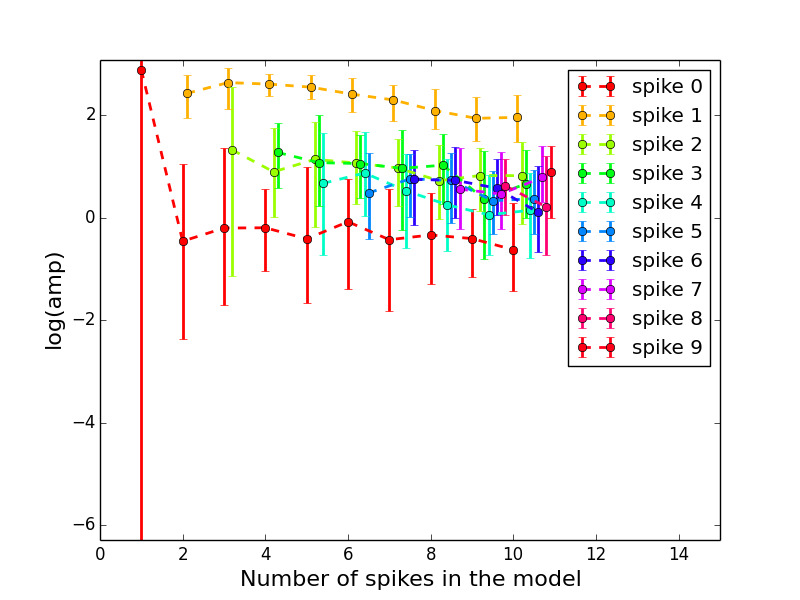 2
0
−2
−4
−6
0 2 4 6 8 10 12 14
log(amp)
Number of spikes in the model
spike 0
spike 1
spike 2
spike 3
spike 4
spike 5
spike 6
spike 7
spike 8
spike 9